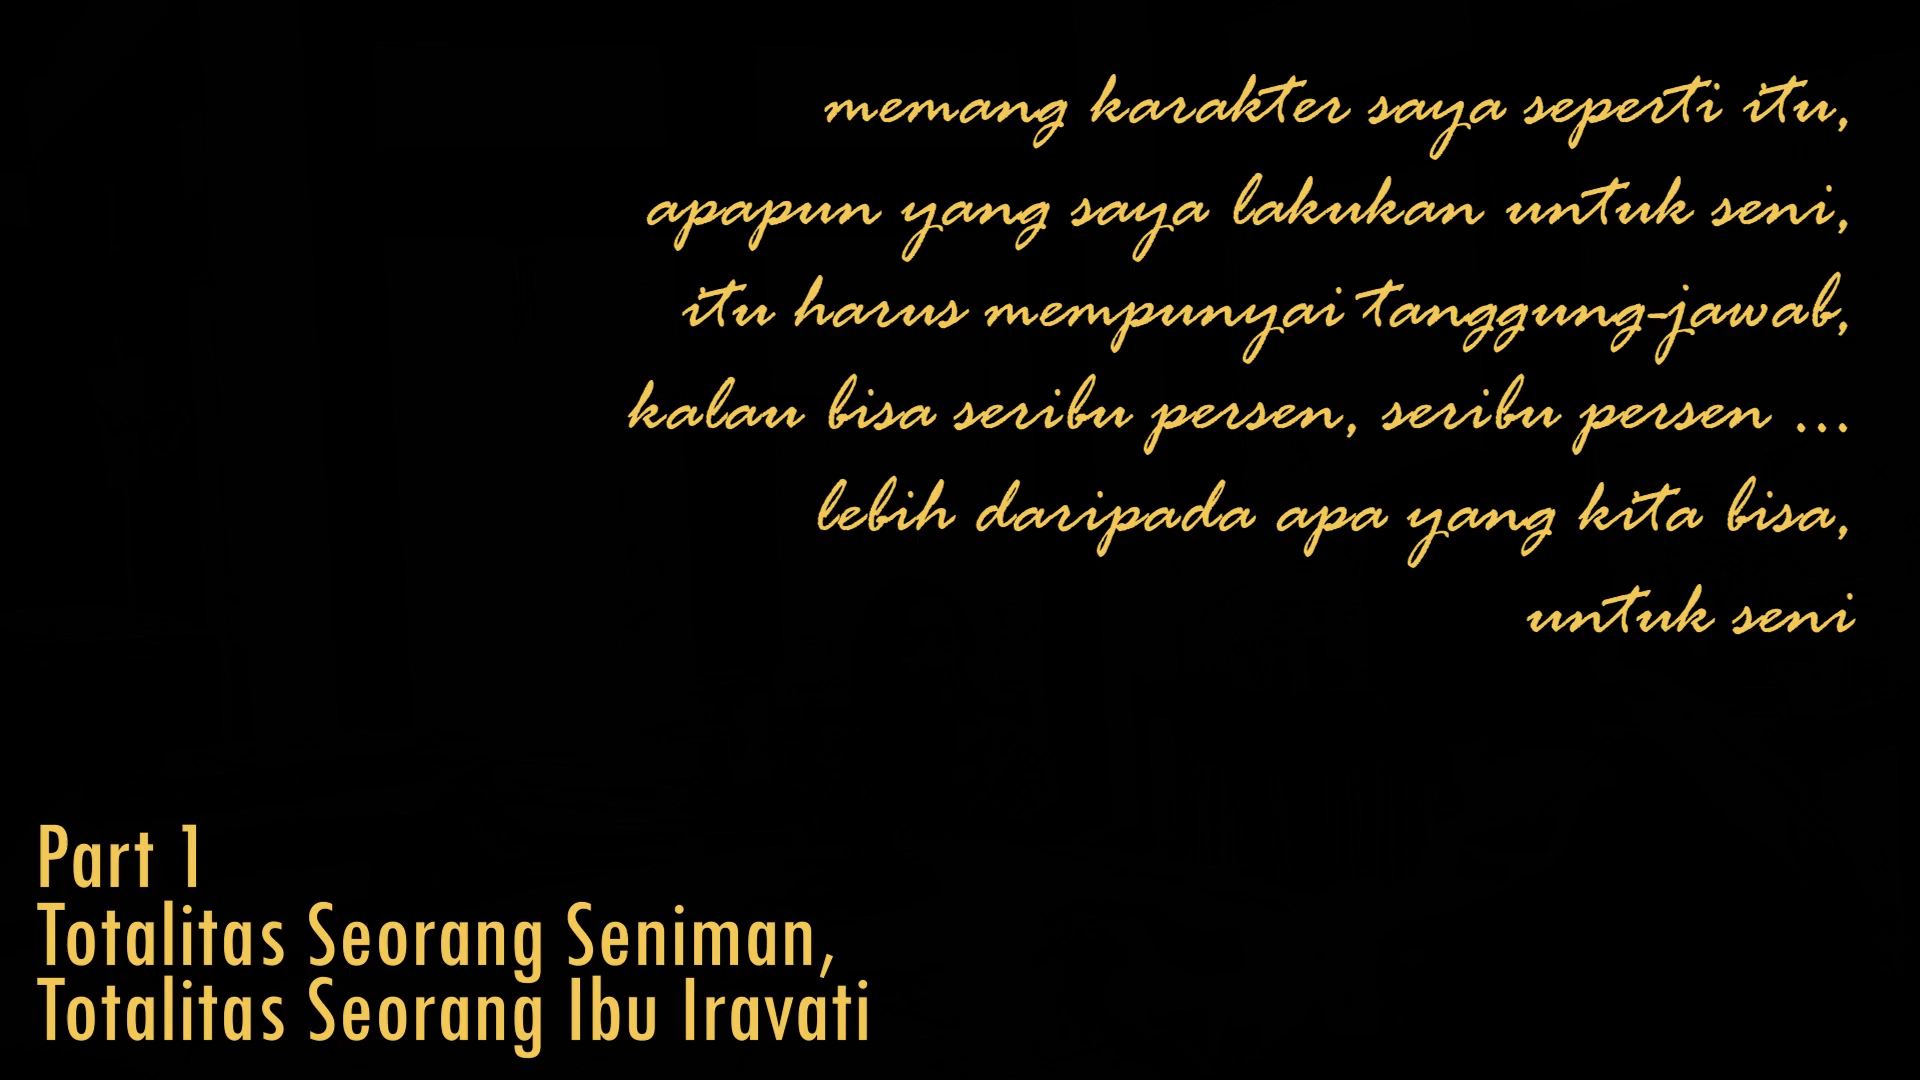 memang karakter saya seperti itu,
apapun yang saya lakukan untuk seni,
itu harus mempunyai tanggung-jawab,
kalau bisa seribu persen, seribu persen ...
lebih daripada apa yang kita bisa,
untuk seni
Part 1
Totalitas Seorang Seniman,
Totalitas Seorang Ibu Iravati